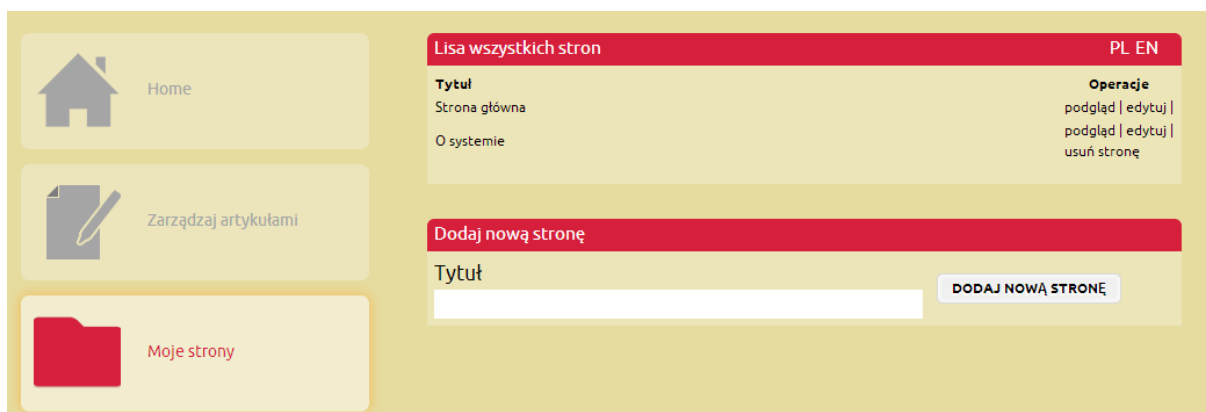 Home
Zarządzaj artykułami
Moje strony
Lisa wszystkich stron PL EN
Tytuł Operacje
Strona główna podgląd | edytuj |
O systemie podgląd | edytuj |
usuń stronę
Dodaj nową stronę
Tytuł
DODAJ NOWĄ STRONĘ